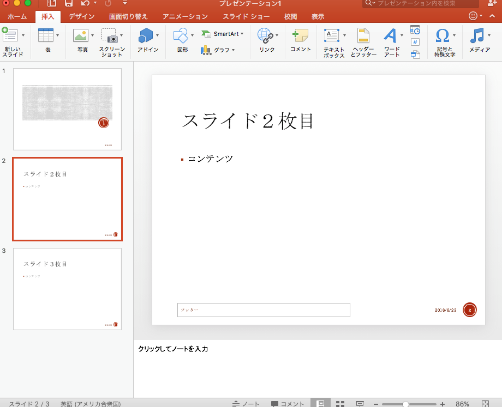 プレゼンテーション1
プレゼンテーション内を検索
ホーム 挿入 デザイン 画面切り替え アニメーション スライド ショー 校閲 表示
新しい
スライド
表
写真
スクリーン
ショット
アドイン
図形
SmartArt
グラフ
リンク
コメント
テキスト
ボックス
ヘッダー
とフッター
ワード
アート
記号と
特殊文字
メディア
1
2
スライド２枚目
3
スライド３枚目
スライド２枚目
コンテンツ
フッター
2
クリックしてノートを入力
スライド 2 / 3 英語 (アメリカ合衆国)
ノート コメント
86%